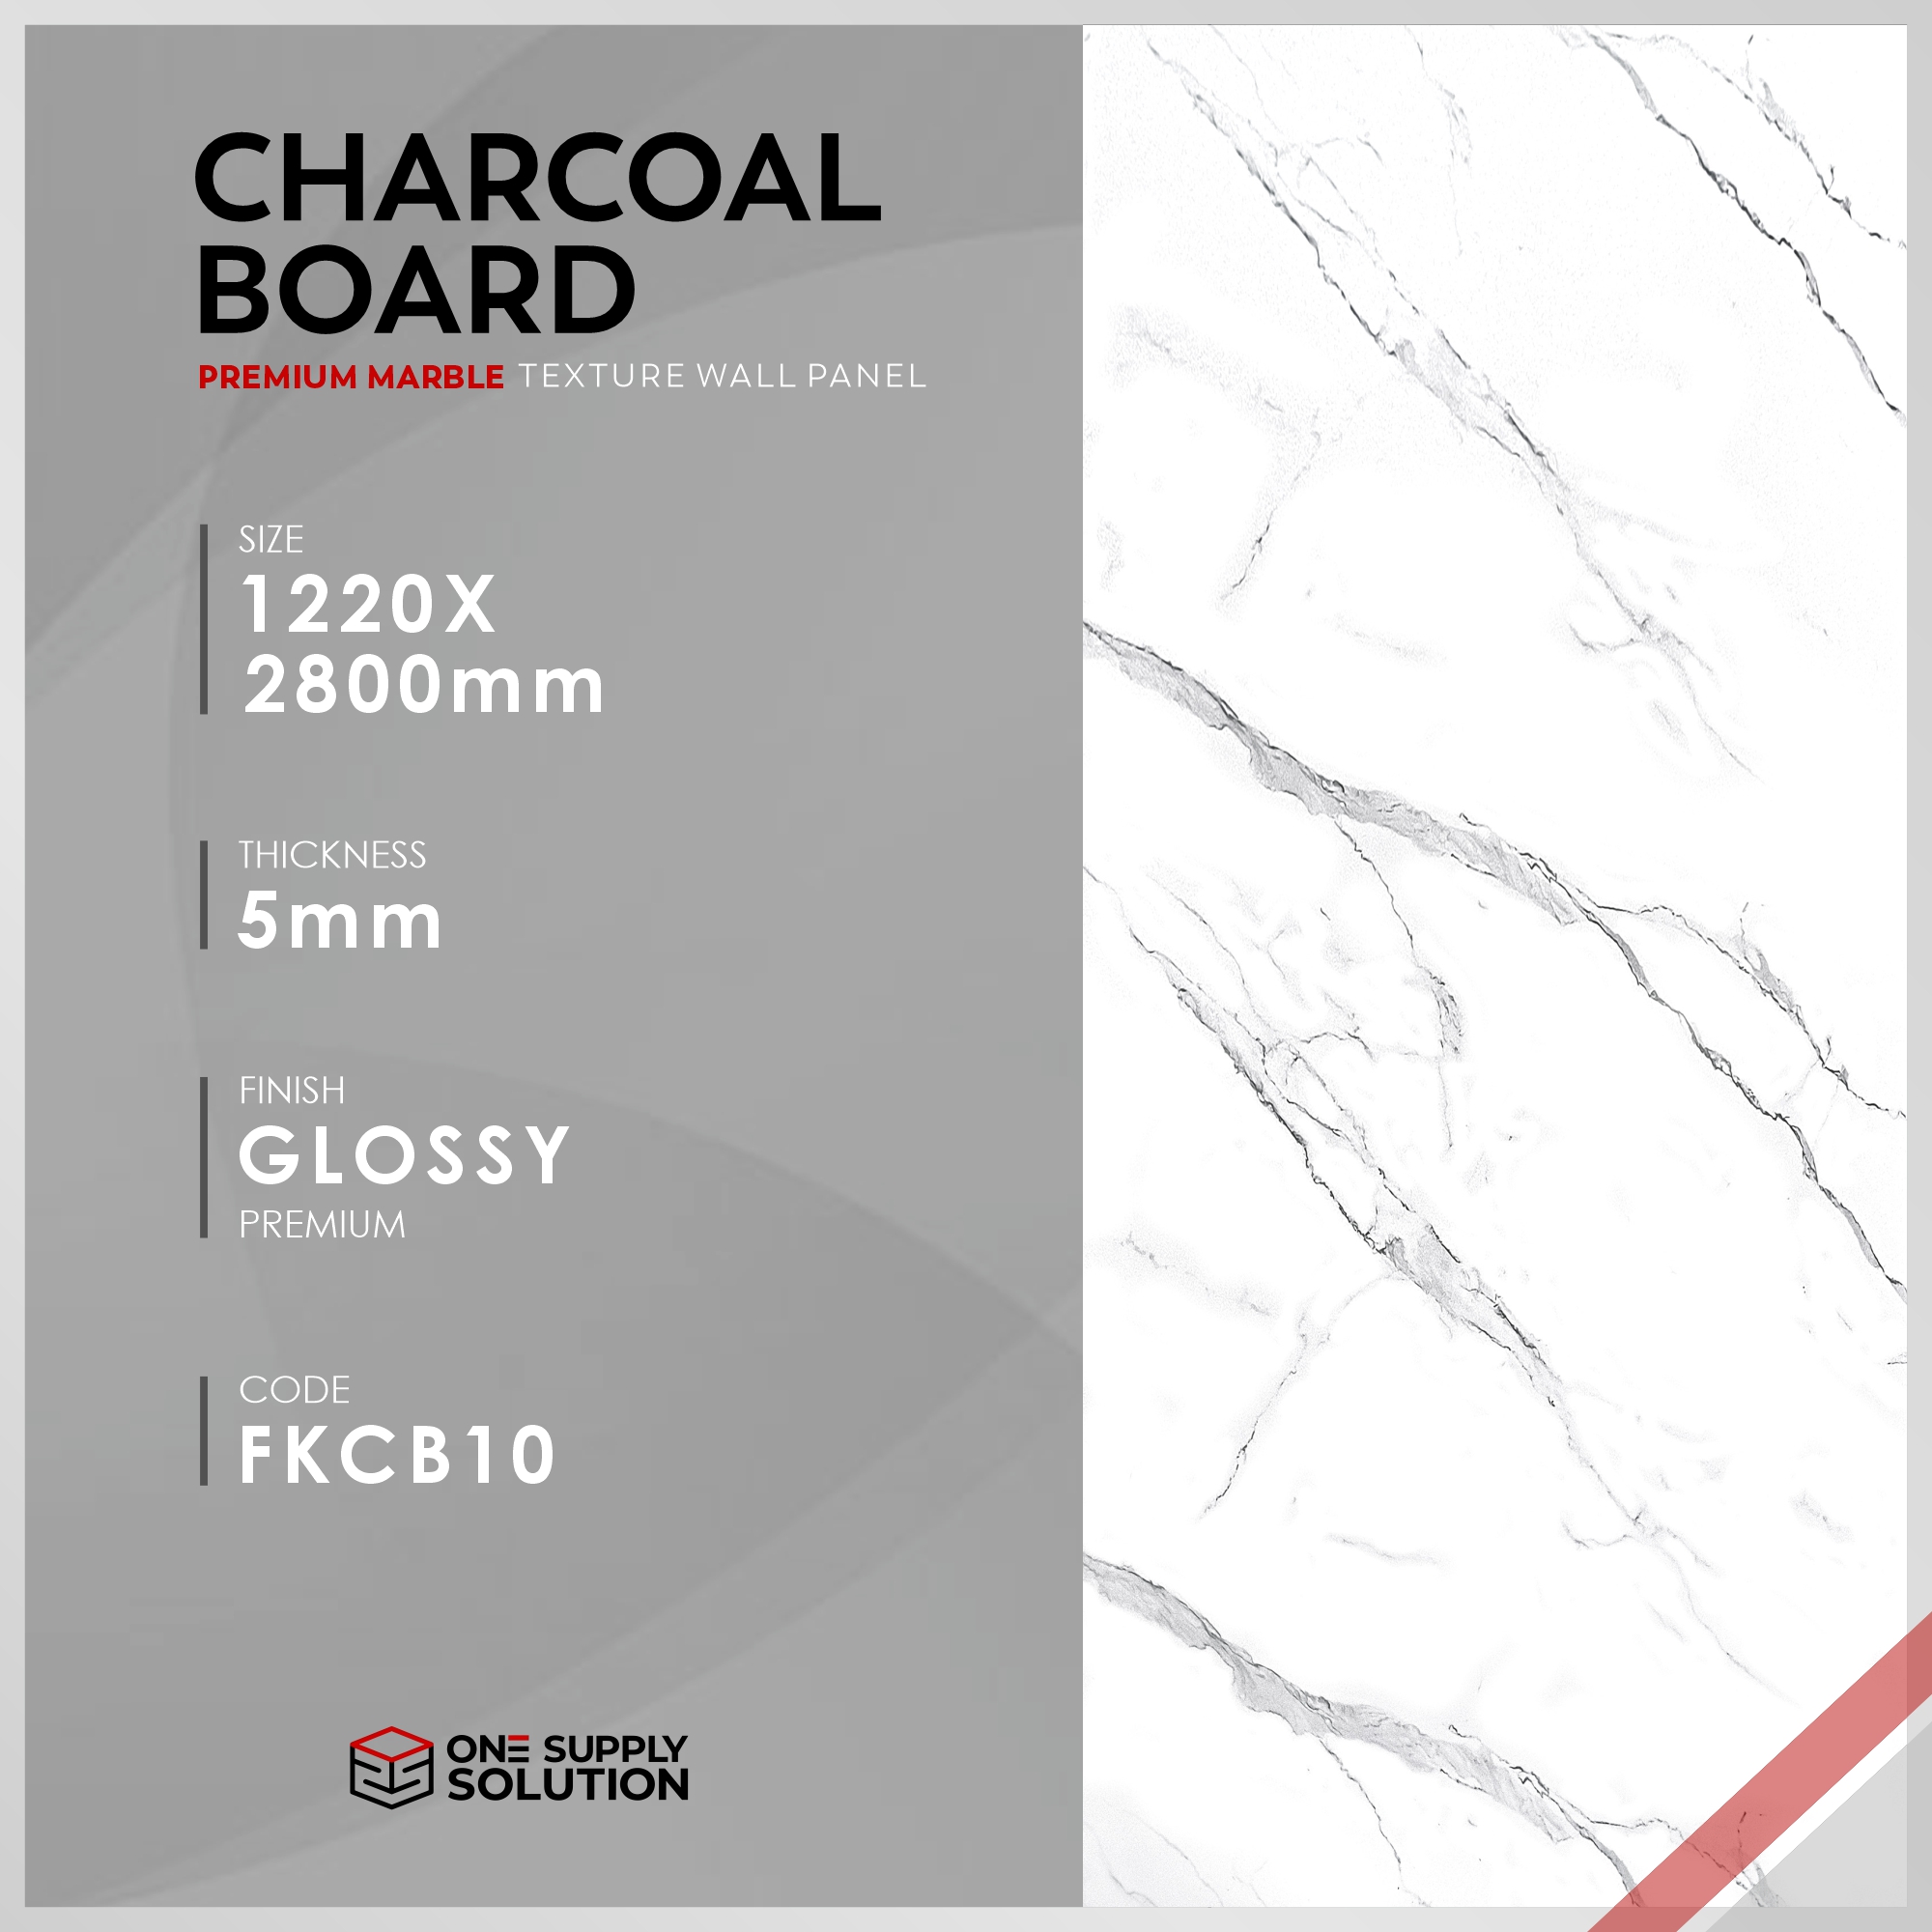 CHARCOAL
BOARD
PREMIUM MARBLE TEXTURE WALL PANEL
SIZE
1220X
2800mm
THICKNESS
5mm
FINISH
GLOSSY
PREMIUM
CODE
FKCB10
ONE SUPPLY
SOLUTION